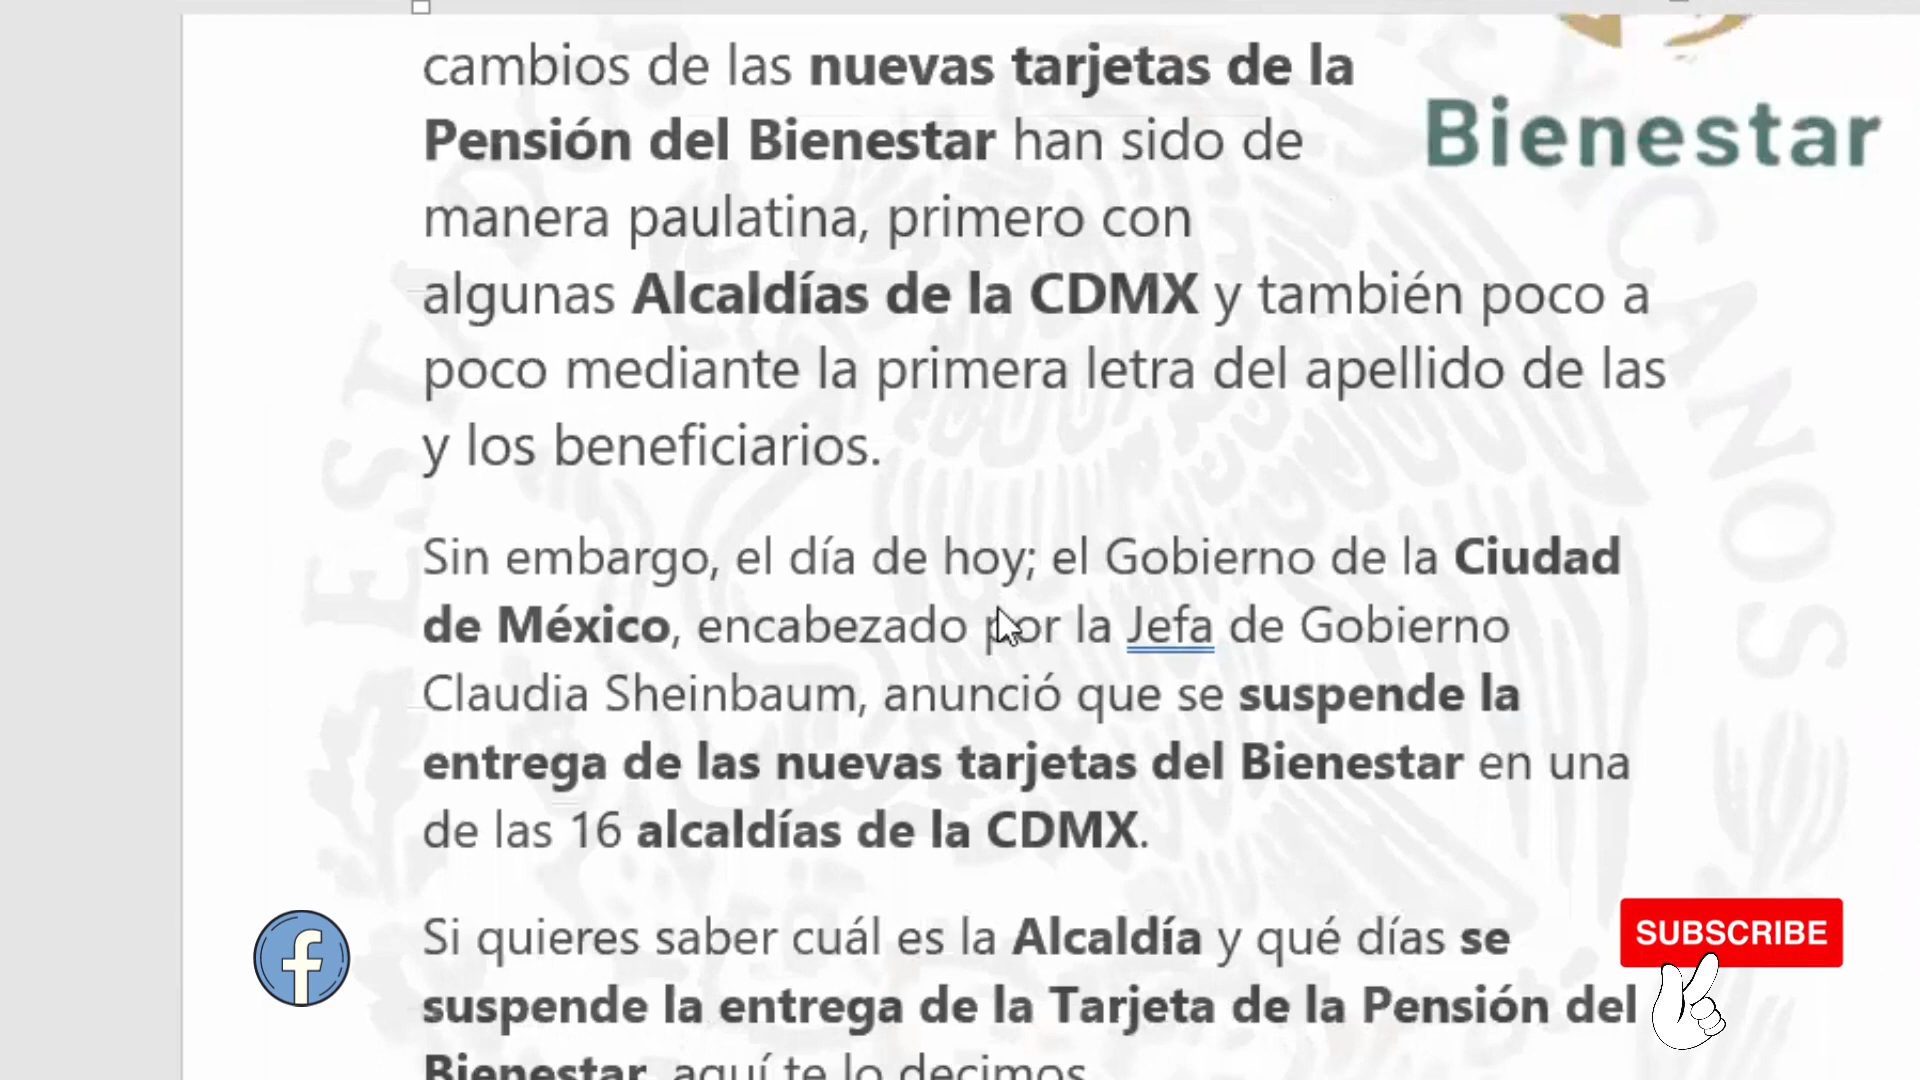 cambios de las nuevas tarjetas de la
Pensión del Bienestar han sido de
Bienestar
manera paulatina, primero con
algunas Alcaldías de la CDMX y también poco a
poco mediante la primera letra del apellido de las
y los beneficiarios.
Sin embargo, el día de hoy; el Gobierno de la Ciudad
de México, encabezado por la Jefa de Gobierno
Claudia Sheinbaum, anunció que se suspende la
entrega de las nuevas tarjetas del Bienestar en una
de las 16 alcaldías de la CDMX.
Si quieres saber cuál es la Alcaldía y qué días se
suspende la entrega de la Tarjeta de la Pensión del
Bienestar, aquí te lo decimos
SUBSCRIBE